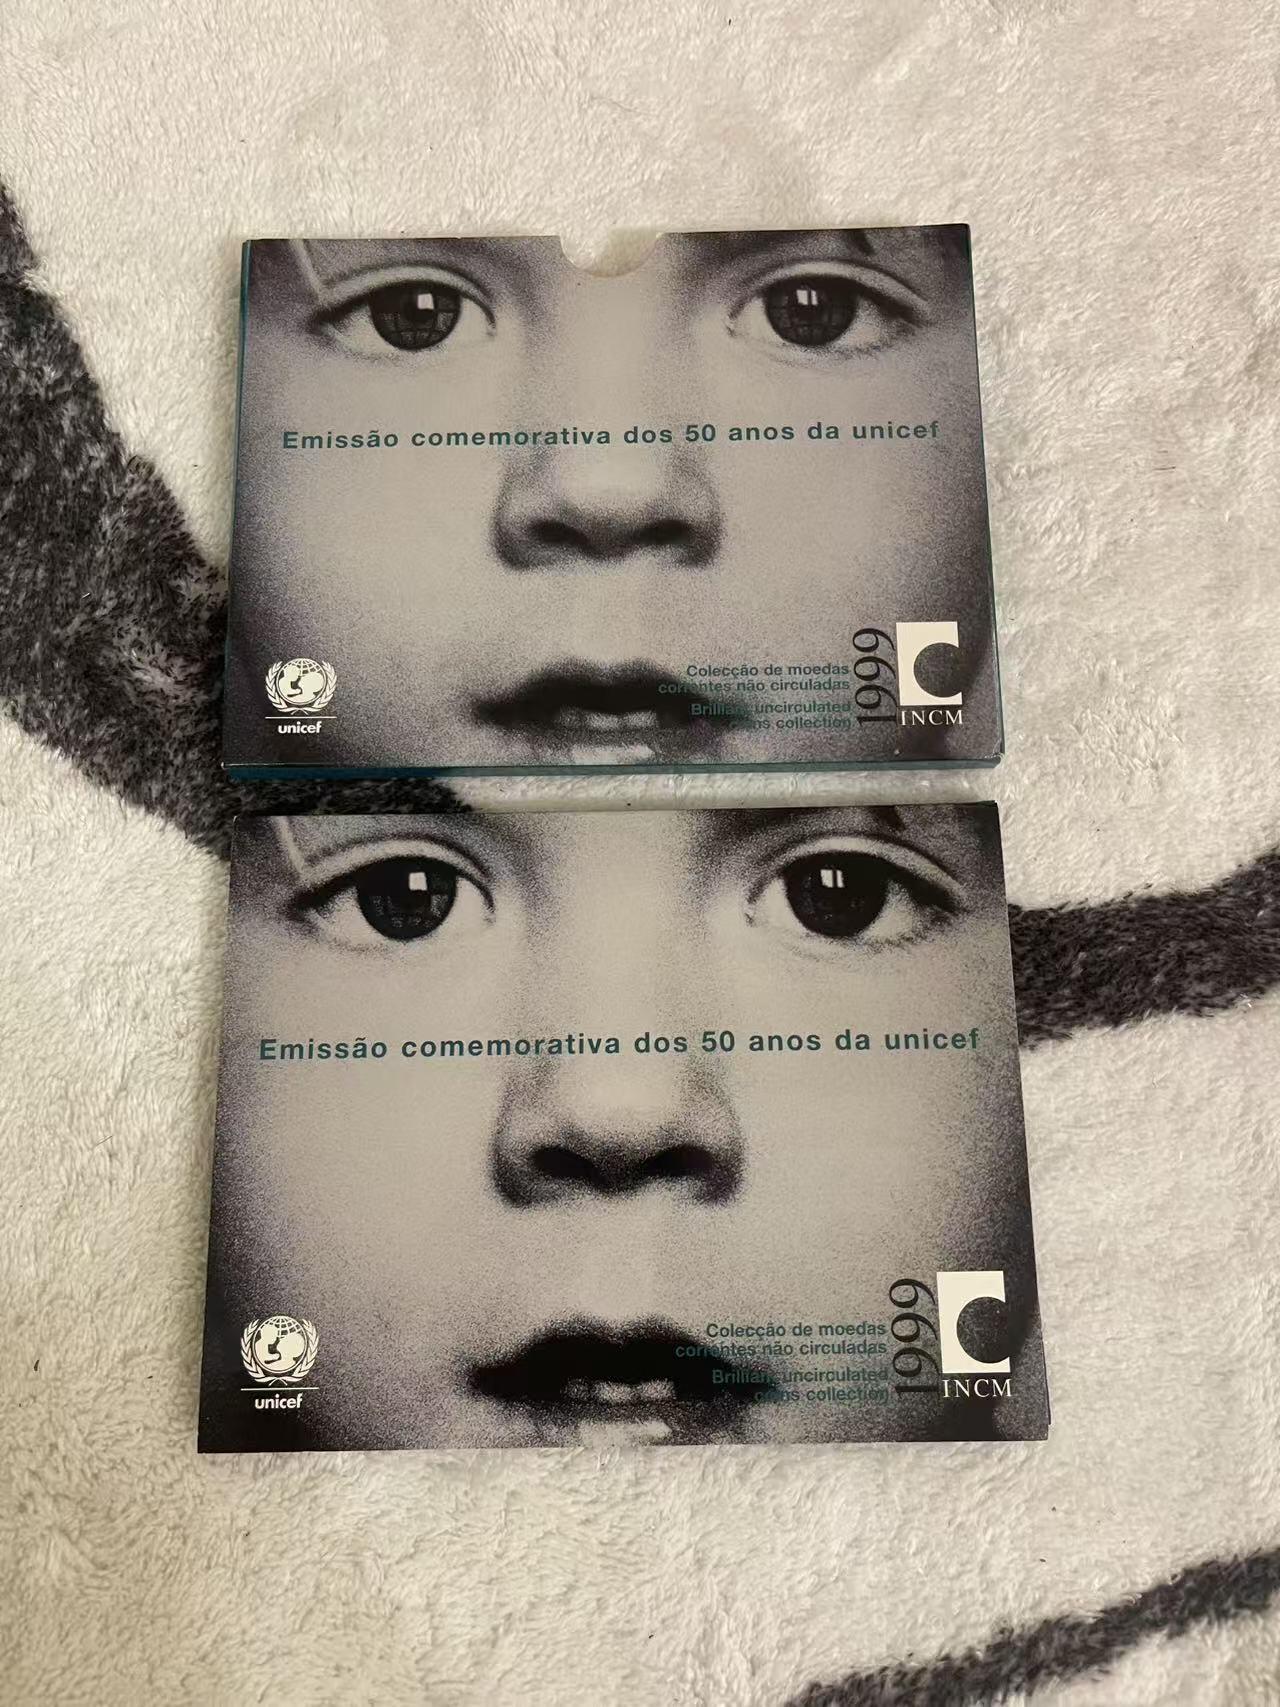 Emissão comemorativa dos 50 anos da unicef
Colecção de moedas
correntes não circuladas
Brilliant uncirculated
coins collection
1999
unicef
INCM
Emissão comemorativa dos 50 anos da unicef
Colecção de moedas
correntes não circuladas
Brilliant uncirculated
coins collection
1999
unicef
INCM